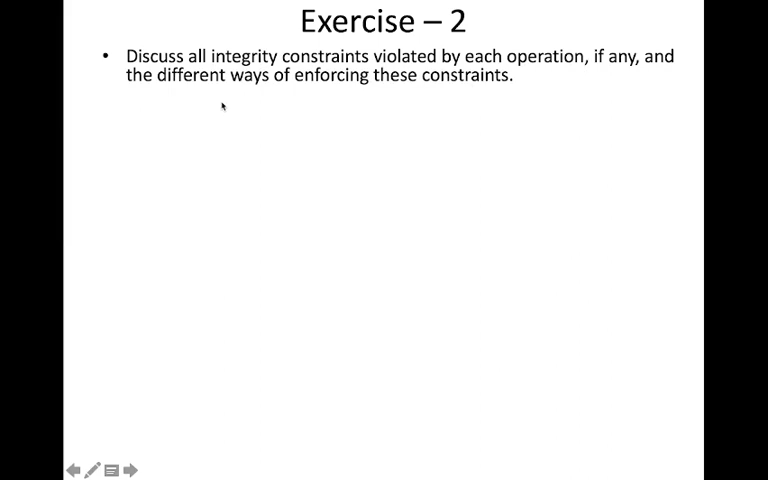 Exercise – 2
• Discuss all integrity constraints violated by each operation, if any, and
the different ways of enforcing these constraints.